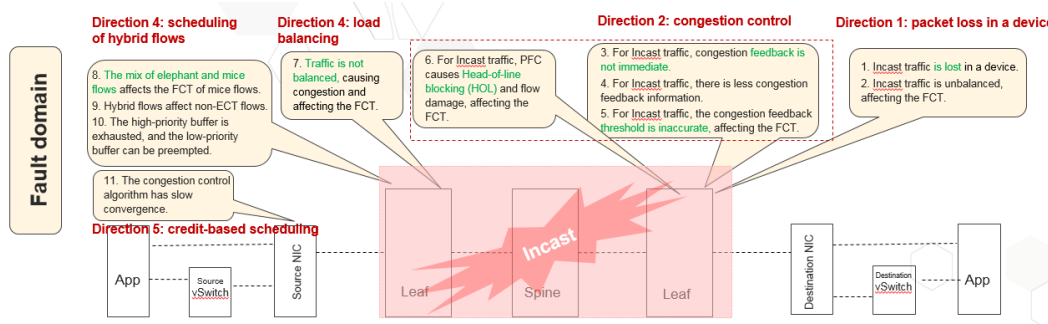 Fault domain
Direction 4: scheduling
of hybrid flows
8. The mix of elephant and mice
flows affects the FCT of mice flows.
9. Hybrid flows affect non-ECT flows.
10. The high-priority buffer is
exhausted, and the low-priority
buffer can be preempted.
Direction 4: load
balancing
7. Traffic is not
balanced, causing
congestion and
affecting the FCT.
6. For Incast traffic, PFC
causes Head-of-line
blocking (HOL) and flow
damage, affecting the
FCT.
Direction 2: congestion control
3. For Incast traffic, congestion feedback
is not immediate.
4. For Incast traffic, there is less congestion
feedback information.
5. For Incast traffic, the congestion feedback
threshold is inaccurate, affecting the FCT.
Direction 1: packet loss in a device
1. Incast traffic is lost in a device.
2. Incast traffic is unbalanced,
affecting the FCT.
11. The congestion control
algorithm has slow
convergence.
Direction 5: credit-based scheduling
App
Source
vSwitch
Source NIC
Leaf
Incast
Spine
Leaf
Destination NIC
Destination
vSwitch
App